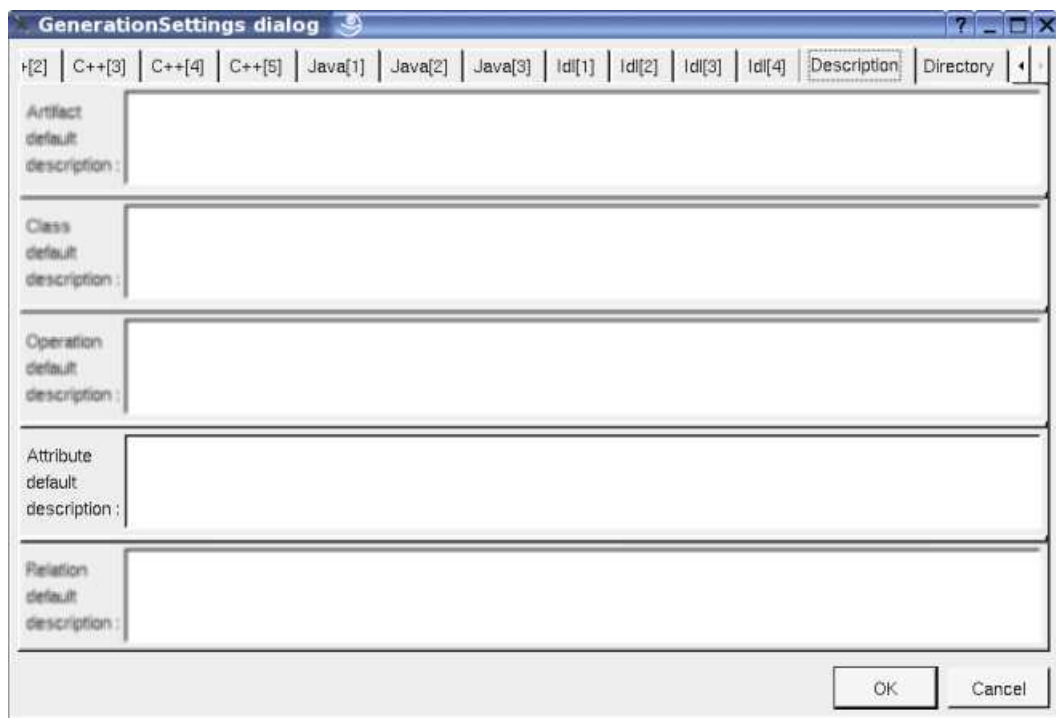 GenerationSettings dialog
+[2] C++[3] C++[4] C++[5] Java[1] Java[2] Java[3] Idl[1] Idl[2] Idl[3] Idl[4] Description Directory
Artifact
default
description :
Class
default
description :
Operation
default
description :
Attribute
default
description :
Relation
default
description :
OK Cancel